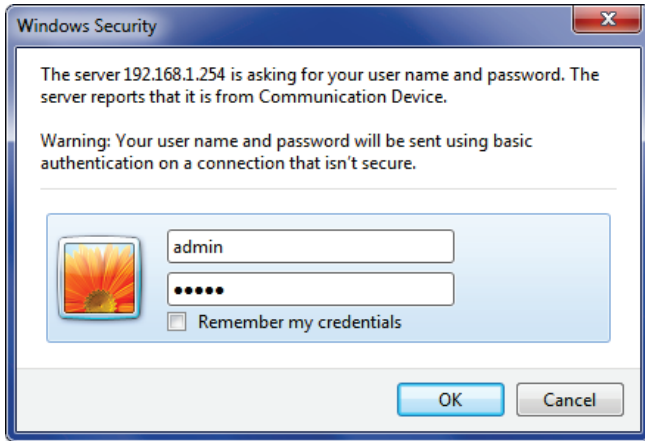 Windows Security
The server 192.168.1.254 is asking for your user name and password. The
server reports that it is from Communication Device.
Warning: Your user name and password will be sent using basic
authentication on a connection that isn't secure.
admin
●●●●●
Remember my credentials
OK
Cancel